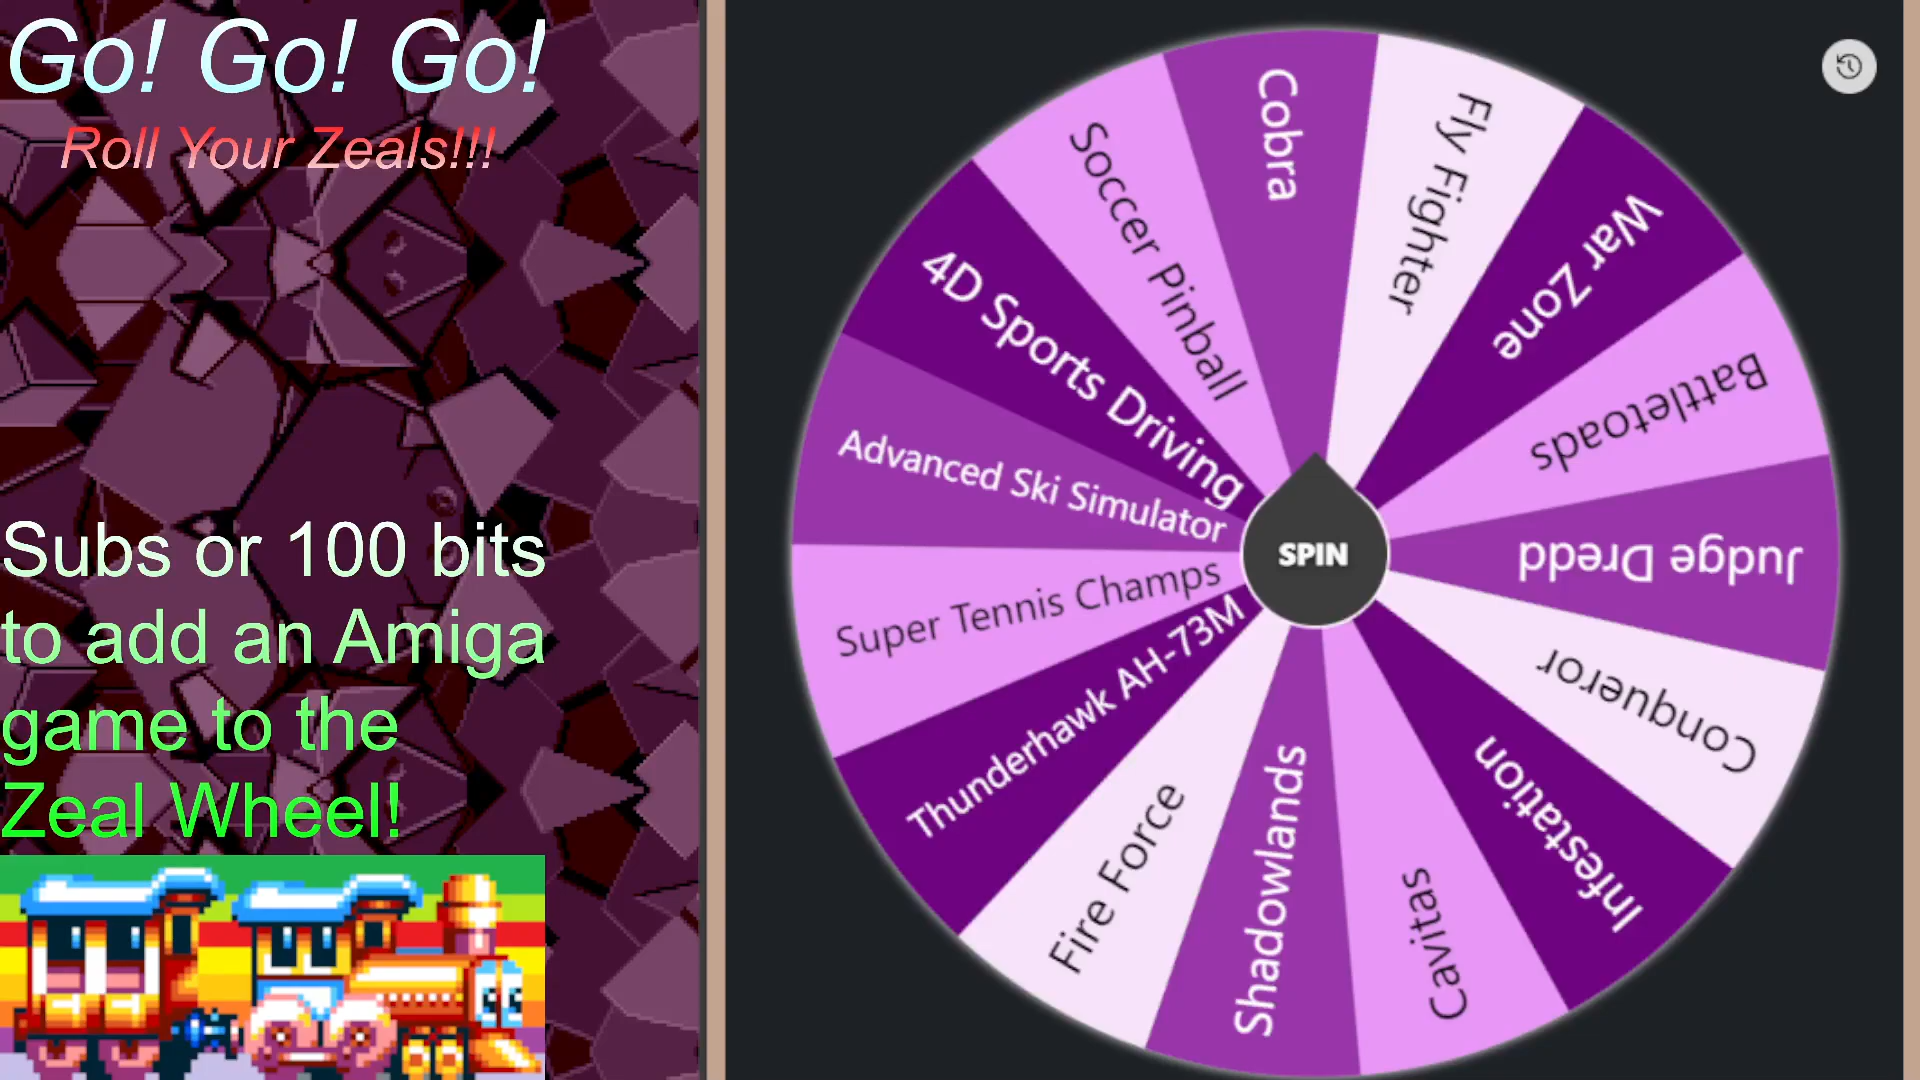 Go! Go! Go!
Roll Your Zeals!!!
Subs or 100 bits
to add an Amiga
game to the
Zeal Wheel!
Cobra
Fly Fighter
War Zone
Battletoads
Judge Dredd
Conqueror
Infestation
Cavitas
Shadowlands
Fire Force
Thunderhawk AH-73M
Super Tennis Champs
Advanced Ski Simulator
4D Sports Driving
Soccer Pinball
SPIN